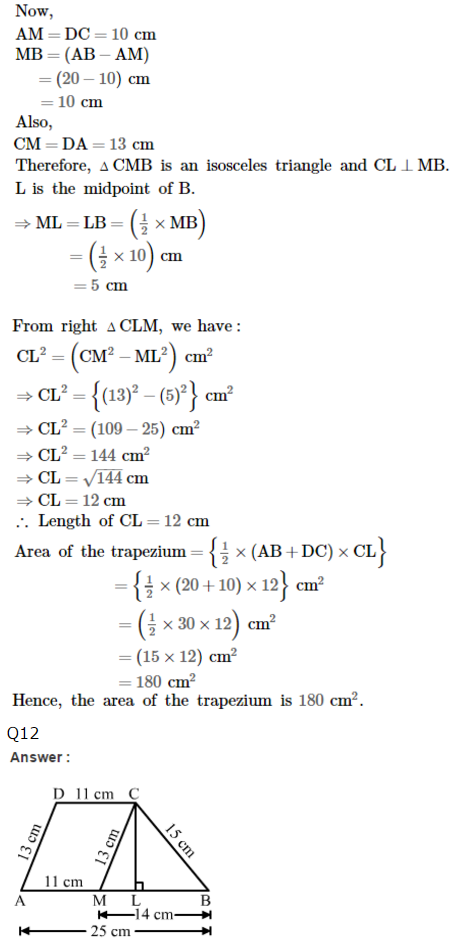 Now,
AM = DC = 10 cm
MB = (AB − AM)
= (20 − 10) cm
= 10 cm
Also,
CM = DA = 13 cm
Therefore, Δ CMB is an isosceles triangle and CL ⊥ MB.
L is the midpoint of B.
⇒ ML = LB = (1/2 × MB)
= (1/2 × 10) cm
= 5 cm
From right Δ CLM, we have :
CL² = (CM² − ML²) cm²
⇒ CL² = {(13)² − (5)²} cm²
⇒ CL² = (109 − 25) cm²
⇒ CL² = 144 cm²
⇒ CL = √144 cm
⇒ CL = 12 cm
∴ Length of CL = 12 cm
Area of the trapezium = {1/2 × (AB + DC) × CL}
= {1/2 × (20 + 10) × 12} cm²
= (1/2 × 30 × 12) cm²
= (15 × 12) cm²
= 180 cm²
Hence, the area of the trapezium is 180 cm².
Q12
Answer :
D 11 cm C
13 cm 13 cm 15 cm
11 cm
A M L B
14 cm
25 cm